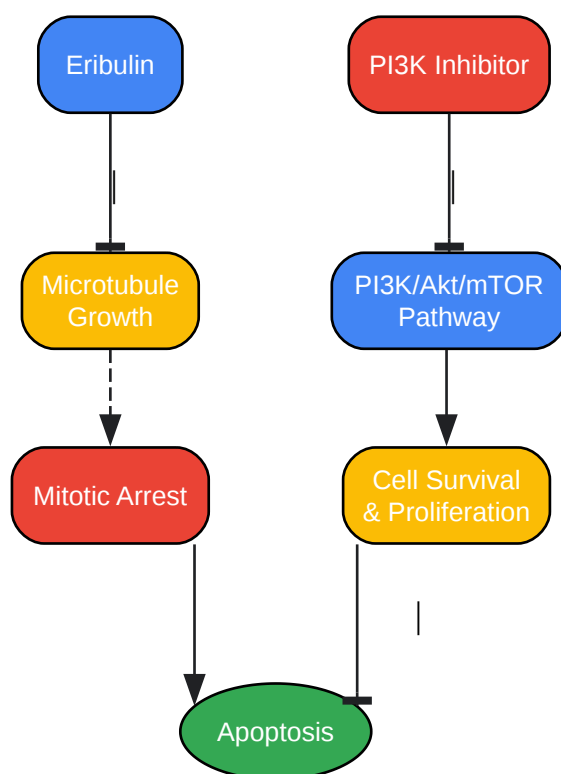 Eribulin
PI3K Inhibitor
|
|
Microtubule
Growth
PI3K/Akt/mTOR
Pathway
Mitotic Arrest
Cell Survival
& Proliferation
|
Apoptosis